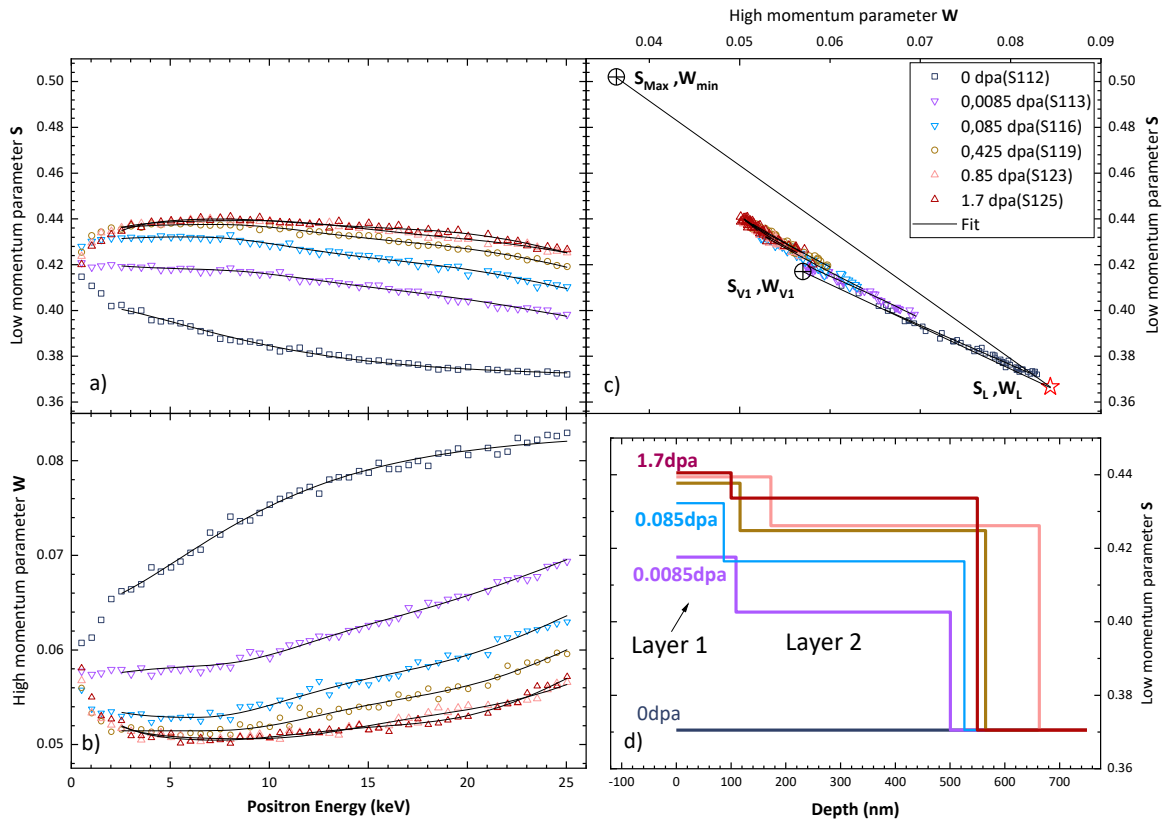 High momentum parameter W
0.04 0.05 0.06 0.07 0.08 0.09
Low momentum parameter S
0.50
0.48
0.46
0.44
0.42
0.40
0.38
0.36
a)
S_Max ,W_min
0 dpa(S112)
0,0085 dpa(S113)
0,085 dpa(S116)
0,425 dpa(S119)
0.85 dpa(S123)
1.7 dpa(S125)
Fit
S_V1 ,W_V1
S_L ,W_L
c)
0.50
0.48
0.46
0.44
0.42
0.40
0.38
0.36
Low momentum parameter S
High momentum parameter W
0.08
0.07
0.06
0.05
b)
0 5 10 15 20 25
Positron Energy (keV)
1.7dpa
0.085dpa
0.0085dpa
Layer 1
Layer 2
0dpa
d)
0.44
0.42
0.40
0.38
0.36
Low momentum parameter S
-100 0 100 200 300 400 500 600 700
Depth (nm)